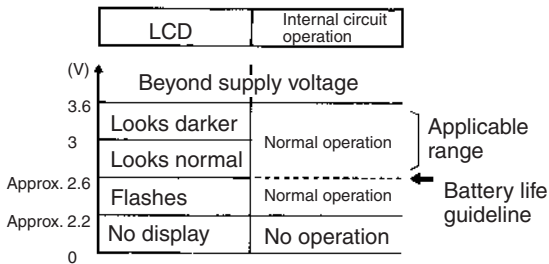 LCD
Internal circuit
operation
(V)
Beyond supply voltage
3.6
Looks darker
Normal operation
Applicable
range
3
Looks normal
Approx. 2.6
Battery life
guideline
Flashes
Normal operation
Approx. 2.2
No display
No operation
0